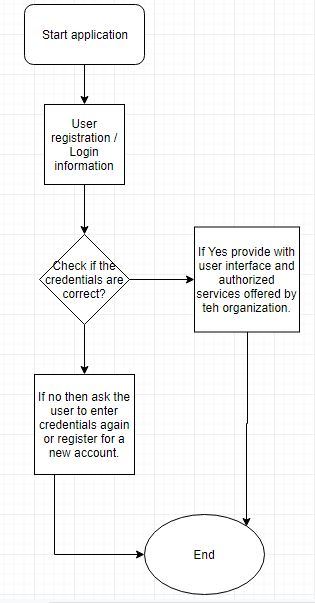 Start application
User
registration /
Login
information
Check if the
credentials are
correct?
If Yes provide with
user interface and
authorized
services offered by
teh organization.
If no then ask the
user to enter
credentials again
or register for a
new account.
End